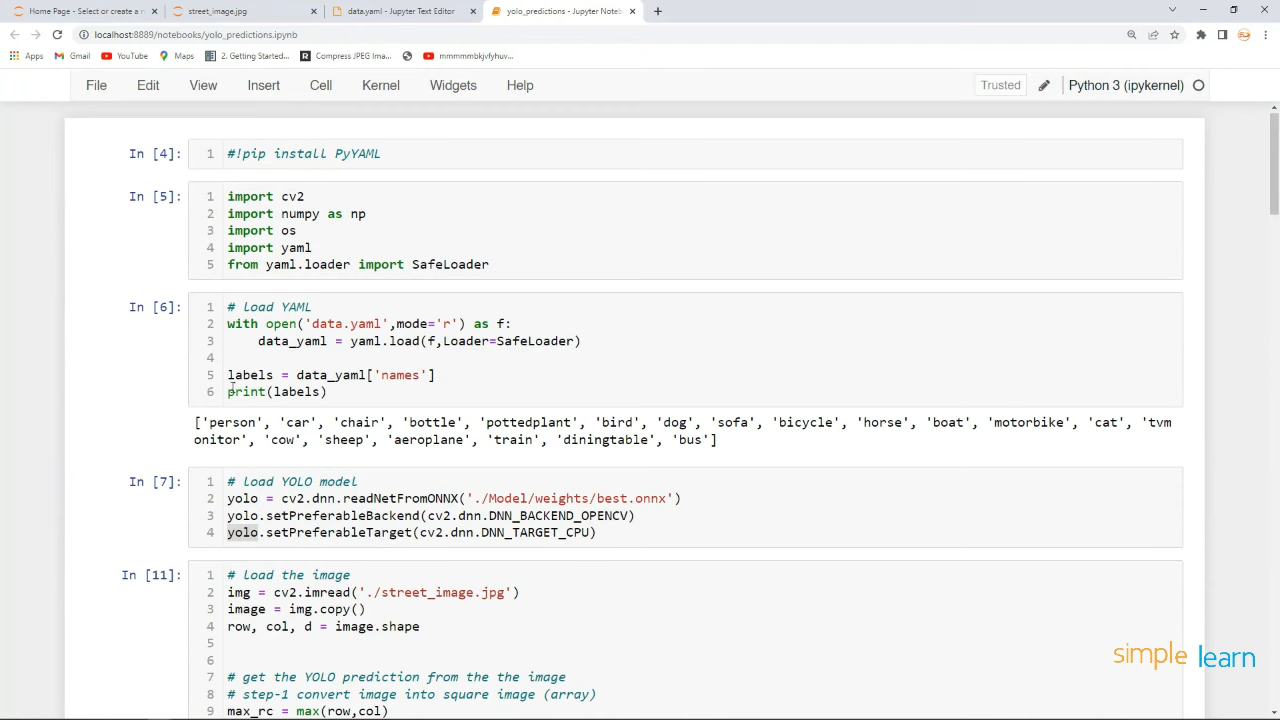 Home Page - Select or create a n
street_image.jpg
data.yaml - Jupyter Text Editor
yolo_predictions - Jupyter Noteb
localhost:8889/notebooks/yolo_predictions.ipynb
Apps
Gmail
YouTube
Maps
2. Getting Started...
Compress JPEG Ima...
mmmmmbkjvfyhuv...
File
Edit
View
Insert
Cell
Kernel
Widgets
Help
Trusted
Python 3 (ipykernel)
In [4]:
1 #!pip install PyYAML
In [5]:
1 import cv2
2 import numpy as np
3 import os
4 import yaml
5 from yaml.loader import SafeLoader
In [6]:
1 # load YAML
2 with open('data.yaml',mode='r') as f:
3     data_yaml = yaml.load(f,Loader=SafeLoader)
4
5 labels = data_yaml['names']
6 print(labels)
['person', 'car', 'chair', 'bottle', 'pottedplant', 'bird', 'dog', 'sofa', 'bicycle', 'horse', 'boat', 'motorbike', 'cat', 'tvm
onitor', 'cow', 'sheep', 'aeroplane', 'train', 'diningtable', 'bus']
In [7]:
1 # load YOLO model
2 yolo = cv2.dnn.readNetFromONNX('./Model/weights/best.onnx')
3 yolo.setPreferableBackend(cv2.dnn.DNN_BACKEND_OPENCV)
4 yolo.setPreferableTarget(cv2.dnn.DNN_TARGET_CPU)
In [11]:
1 # load the image
2 img = cv2.imread('./street_image.jpg')
3 image = img.copy()
4 row, col, d = image.shape
5
6
7 # get the YOLO prediction from the the image
8 # step-1 convert image into square image (array)
9 max_rc = max(row,col)
simplelearn